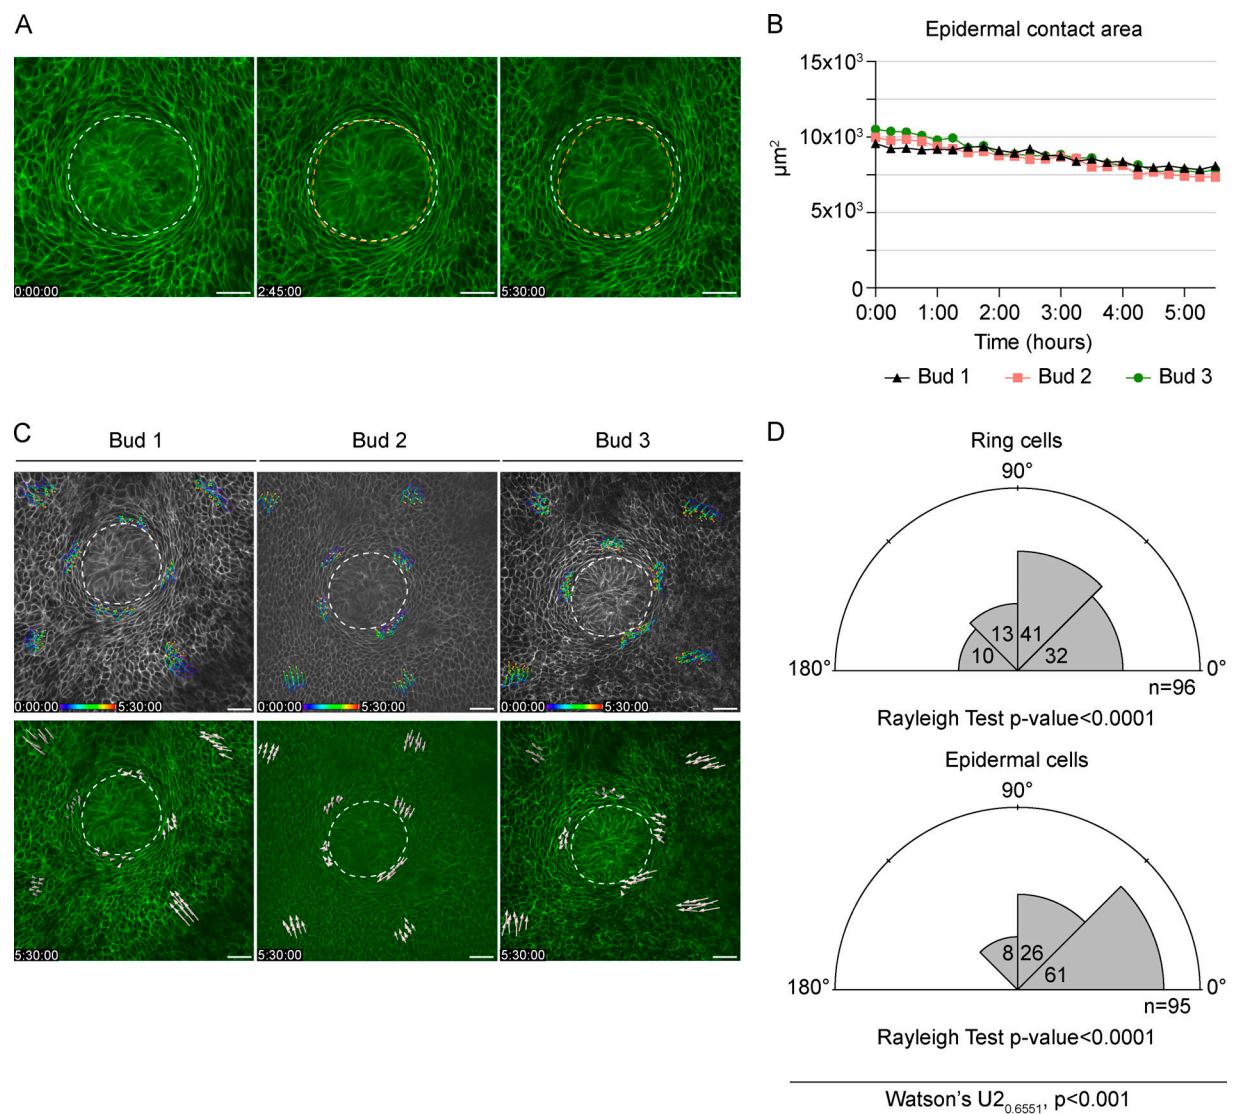 A
0:00:00
2:45:00
5:30:00
B
Epidermal contact area
15x10³
10x10³
5x10³
0
µm²
0:00 1:00 2:00 3:00 4:00 5:00
Time (hours)
Bud 1 Bud 2 Bud 3
C
Bud 1 Bud 2 Bud 3
0:00:00 5:30:00
0:00:00 5:30:00
0:00:00 5:30:00
5:30:00
5:30:00
5:30:00
D
Ring cells
90°
13 41
10 32
180° 0°
n=96
Rayleigh Test p-value<0.0001
Epidermal cells
90°
8 26
61
180° 0°
n=95
Rayleigh Test p-value<0.0001
Watson's U2₀.₆₅₅₁, p<0.001